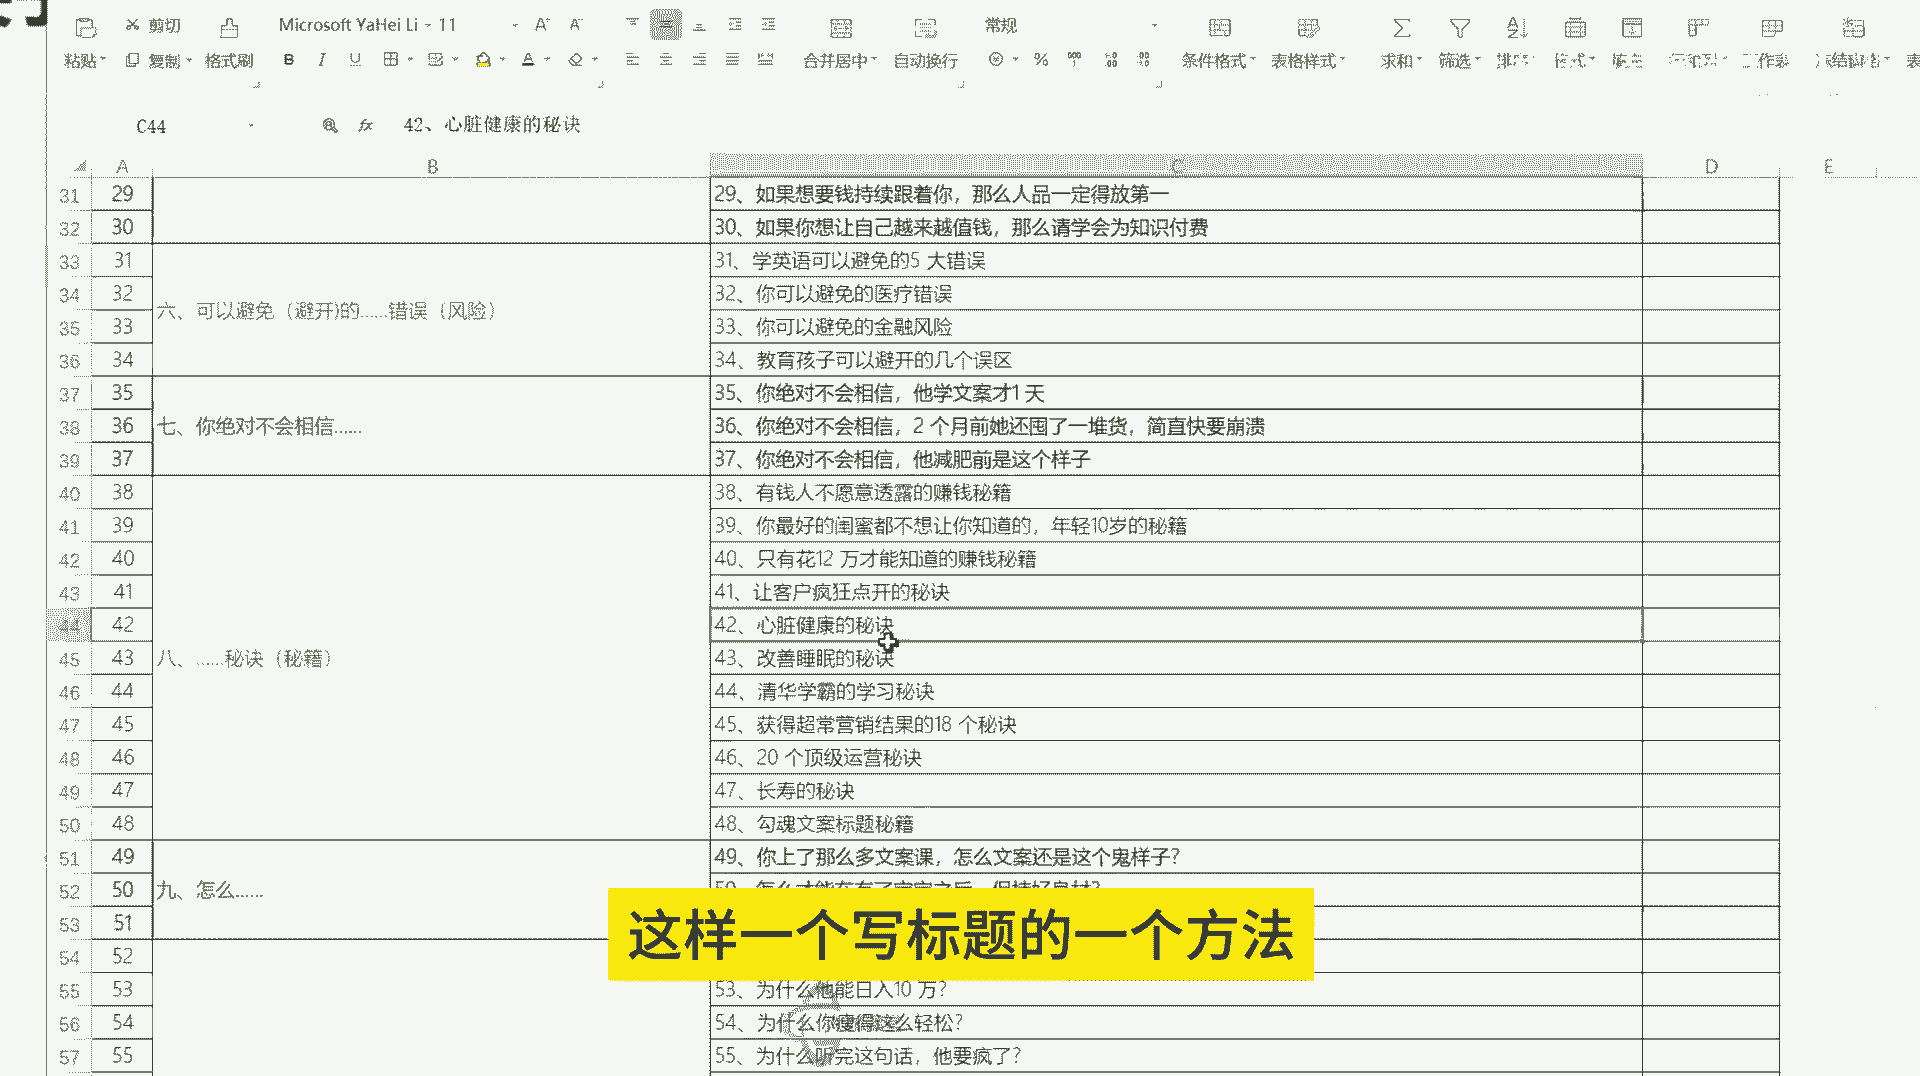 剪切 Microsoft YaHei Li 11 A A 常规
粘贴 复制 格式刷 B I U A 合并居中 自动换行 % 条件格式 表格样式 求和 筛选 排序 格式 填充 工作表
C44 fx 42、心脏健康的秘诀
A B C D E
31 29 29、如果想要钱持续跟着你，那么人品一定得放第一
32 30 30、如果你想让自己越来越值钱，那么请学会为知识付费
33 31 31、学英语可以避免的5 大错误
34 32 六、可以避免（避开)的……错误（风险） 32、你可以避免的医疗错误
35 33 33、你可以避免的金融风险
36 34 34、教育孩子可以避开的几个误区
37 35 35、你绝对不会相信，他学文案才1 天
38 36 七、你绝对不会相信…… 36、你绝对不会相信，2 个月前她还囤了一堆货，简直快要崩溃
39 37 37、你绝对不会相信，他减肥前是这个样子
40 38 38、有钱人不愿意透露的赚钱秘籍
41 39 39、你最好的闺蜜都不想让你知道的，年轻10岁的秘籍
42 40 40、只有花12 万才能知道的赚钱秘籍
43 41 41、让客户疯狂点开的秘诀
44 42 42、心脏健康的秘诀
45 43 八、……秘诀（秘籍） 43、改善睡眠的秘诀
46 44 44、清华学霸的学习秘诀
47 45 45、获得超常营销结果的18 个秘诀
48 46 46、20 个顶级运营秘诀
49 47 47、长寿的秘诀
50 48 48、勾魂文案标题秘籍
51 49 49、你上了那么多文案课，怎么文案还是这个鬼样子？
52 50 九、怎么……
53 51
这样一个写标题的一个方法
54 52
55 53 53、为什么他能日入10 万？
56 54 54、为什么你瘦得这么轻松？
57 55 55、为什么听完这句话，他要疯了？